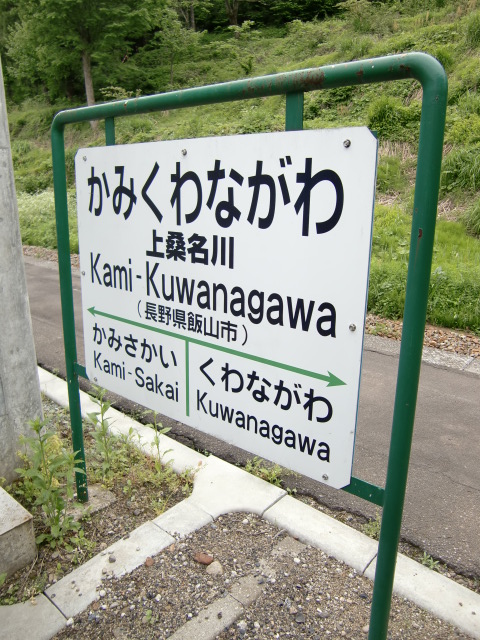 かみくわながわ
上桑名川
Kami-Kuwanagawa
(長野県飯山市)
かみさかい
Kami-Sakai
くわながわ
Kuwanagawa